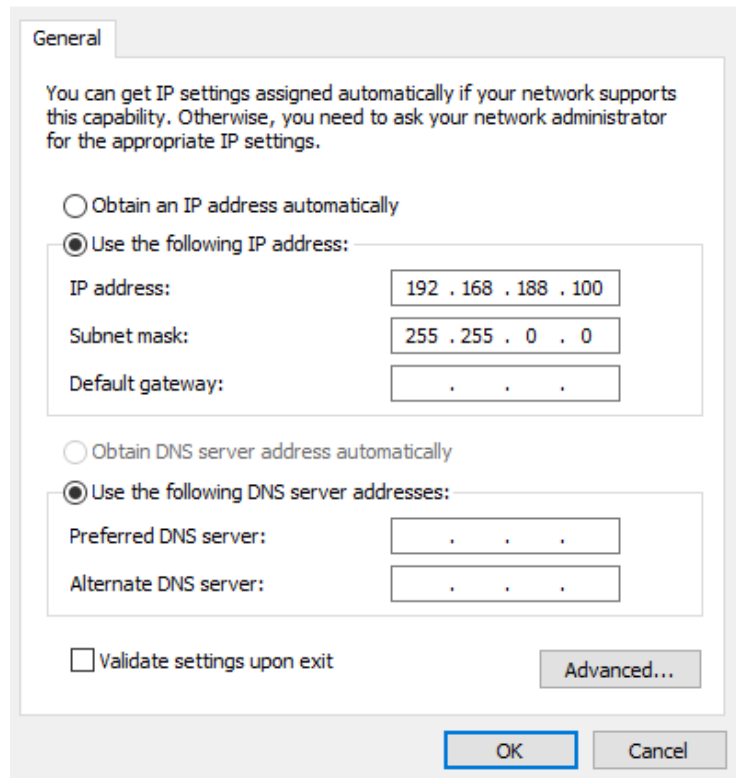 General
You can get IP settings assigned automatically if your network supports
this capability. Otherwise, you need to ask your network administrator
for the appropriate IP settings.
Obtain an IP address automatically
Use the following IP address:
IP address: 192 . 168 . 188 . 100
Subnet mask: 255 . 255 . 0 . 0
Default gateway: . . .
Obtain DNS server address automatically
Use the following DNS server addresses:
Preferred DNS server: . . .
Alternate DNS server: . . .
Validate settings upon exit
Advanced...
OK Cancel